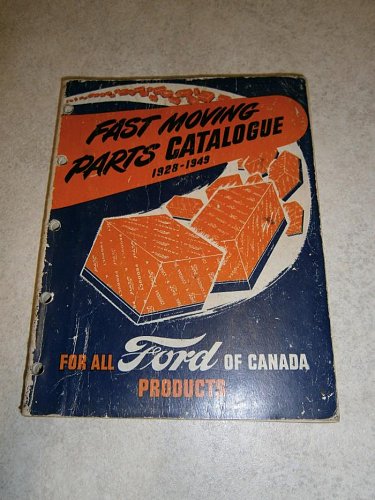 FAST MOVING
PARTS CATALOGUE
1928-1949
FOR ALL Ford OF CANADA
PRODUCTS